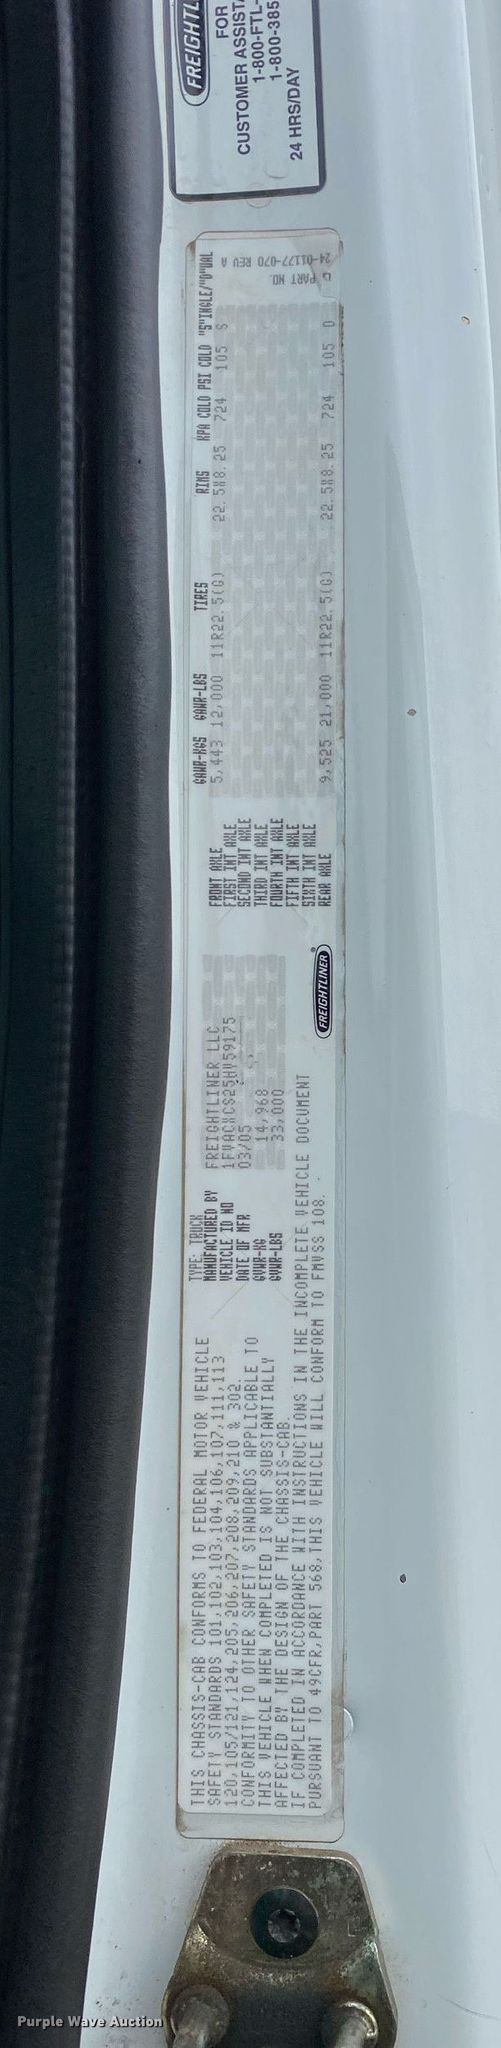 THIS CHASSIS-CAB CONFORMS TO FEDERAL MOTOR VEHICLE
SAFETY STANDARDS 101,102,103,104,106,107,111,113
120,105/121,124,205,206,207,208,209,210 & 302.
CONFORMITY TO OTHER SAFETY STANDARDS APPLICABLE TO
THIS VEHICLE WHEN COMPLETED IS NOT SUBSTANTIALLY
AFFECTED BY THE DESIGN OF THE CHASSIS-CAB.
IF COMPLETED IN ACCORDANCE WITH INSTRUCTIONS IN THE INCOMPLETE VEHICLE DOCUMENT
PURSUANT TO 49CFR,PART 568,THIS VEHICLE WILL CONFORM TO FMVSS 108.
TYPE: TRUCK
MANUFACTURED BY FREIGHTLINER LLC
VEHICLE ID NO 1FVACXCS25HV59175
DATE OF MFR 03/05
GVWR-KG 14,968
GVWR-LBS 33,000
FREIGHTLINER®
GAWR-KGS GAWR-LBS TIRES RIMS KPA COLD PSI COLD "S"INGLE/"D"UAL
FRONT AXLE 5,443 12,000 11R22.5(G) 22.5X8.25 724 105 S
FIRST INT AXLE
SECOND INT AXLE
THIRD INT AXLE
FOURTH INT AXLE
FIFTH INT AXLE
SIXTH INT AXLE
REAR AXLE 9,525 21,000 11R22.5(G) 22.5X8.25 724 105 D
PART NO.
24-01177-070 REV A
FREIGHTL
FOR
CUSTOMER ASSISTA
1-800-FTL-
1-800-385
24 HRS/DAY
Purple Wave Auction